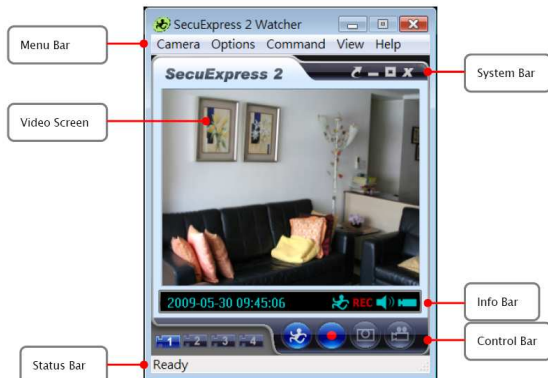 SecuExpress 2 Watcher
Menu Bar
Camera Options Command View Help
SecuExpress 2
System Bar
Video Screen
2009-05-30 09:45:06 REC
Info Bar
1 2 3 4
Control Bar
Status Bar
Ready